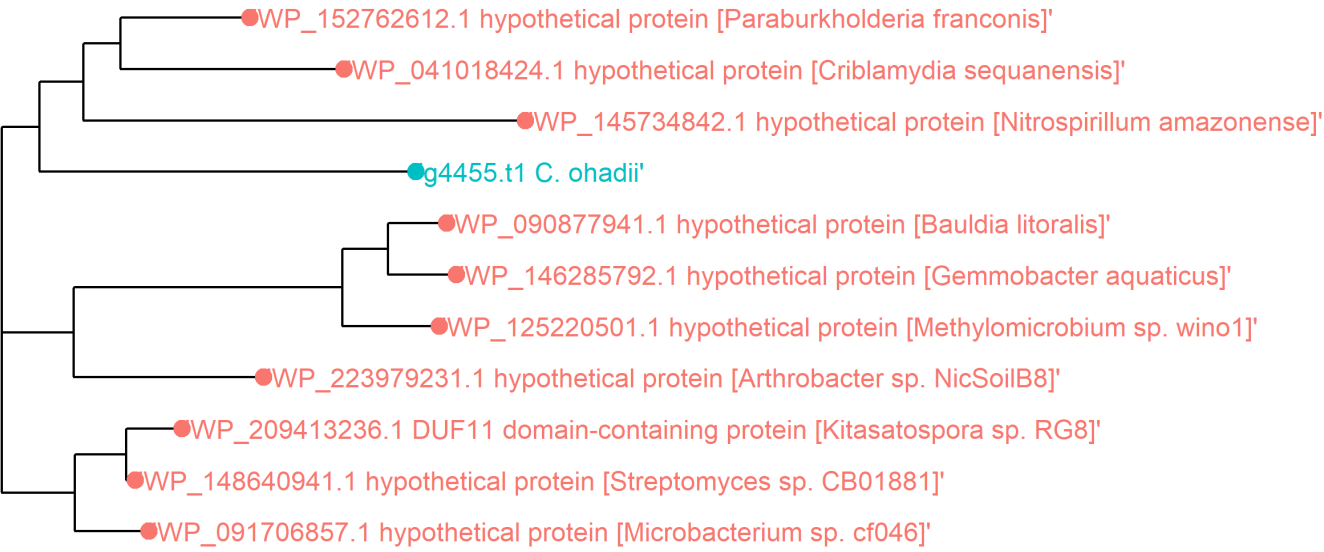 'WP_152762612.1 hypothetical protein [Paraburkholderia franconis]'
'WP_041018424.1 hypothetical protein [Criblamydia sequanensis]'
'WP_145734842.1 hypothetical protein [Nitrospirillum amazonense]'
'g4455.t1 C. ohadii'
'WP_090877941.1 hypothetical protein [Bauldia litoralis]'
'WP_146285792.1 hypothetical protein [Gemmobacter aquaticus]'
'WP_125220501.1 hypothetical protein [Methylomicrobium sp. wino1]'
'WP_223979231.1 hypothetical protein [Arthrobacter sp. NicSoilB8]'
'WP_209413236.1 DUF11 domain-containing protein [Kitasatospora sp. RG8]'
'WP_148640941.1 hypothetical protein [Streptomyces sp. CB01881]'
'WP_091706857.1 hypothetical protein [Microbacterium sp. cf046]'